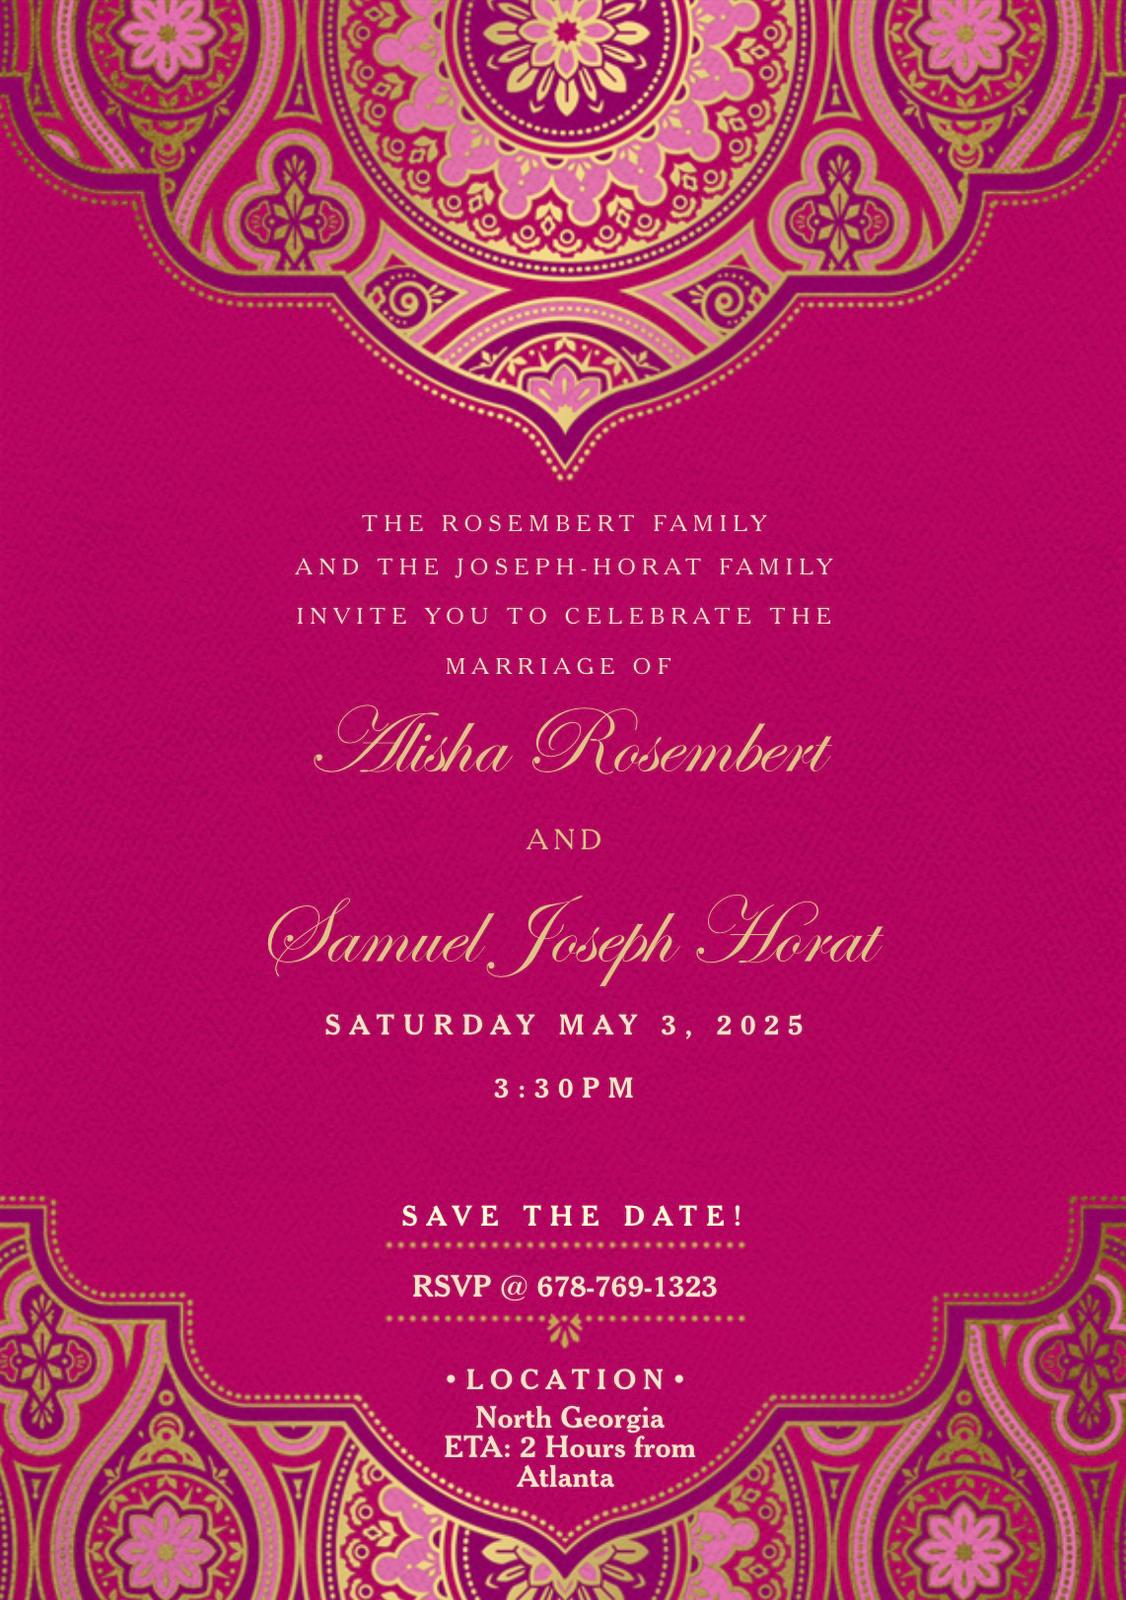 THE ROSEMBERT FAMILY
AND THE JOSEPH-HORAT FAMILY
INVITE YOU TO CELEBRATE THE
MARRIAGE OF
Alisha Rosembert
AND
Samuel Joseph Horat
SATURDAY MAY 3, 2025
3:30PM
SAVE THE DATE!
RSVP @ 678-769-1323
•LOCATION•
North Georgia
ETA: 2 Hours from
Atlanta